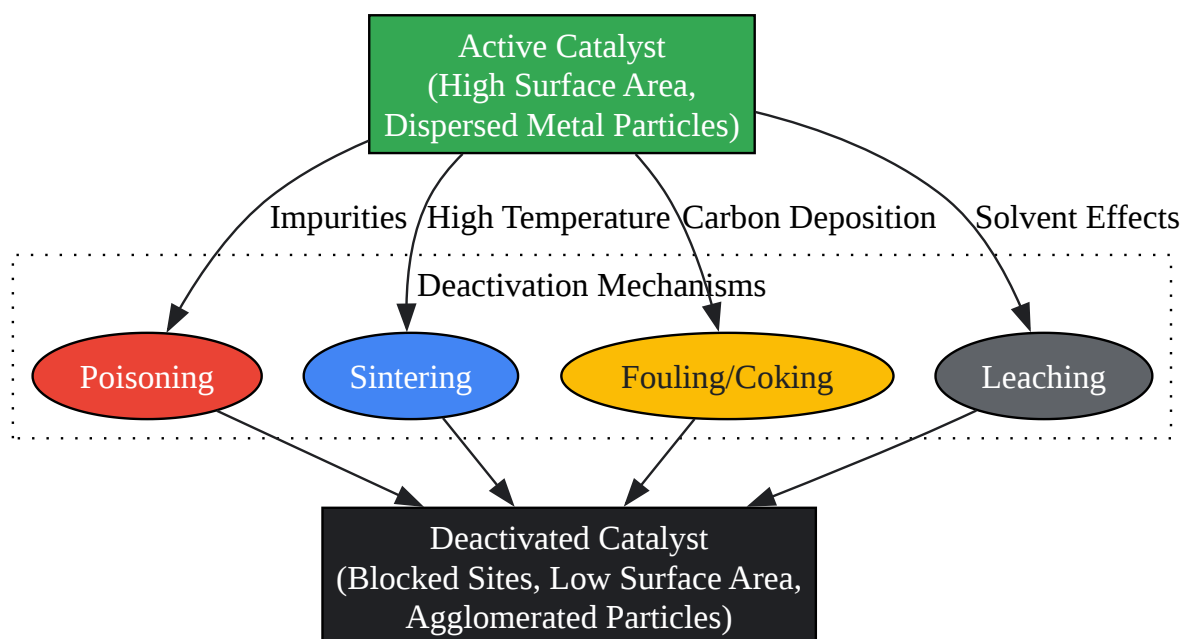 Active Catalyst
(High Surface Area,
Dispersed Metal Particles)
Impurities
High Temperature
Carbon Deposition
Solvent Effects
Deactivation Mechanisms
Poisoning
Sintering
Fouling/Coking
Leaching
Deactivated Catalyst
(Blocked Sites, Low Surface Area,
Agglomerated Particles)